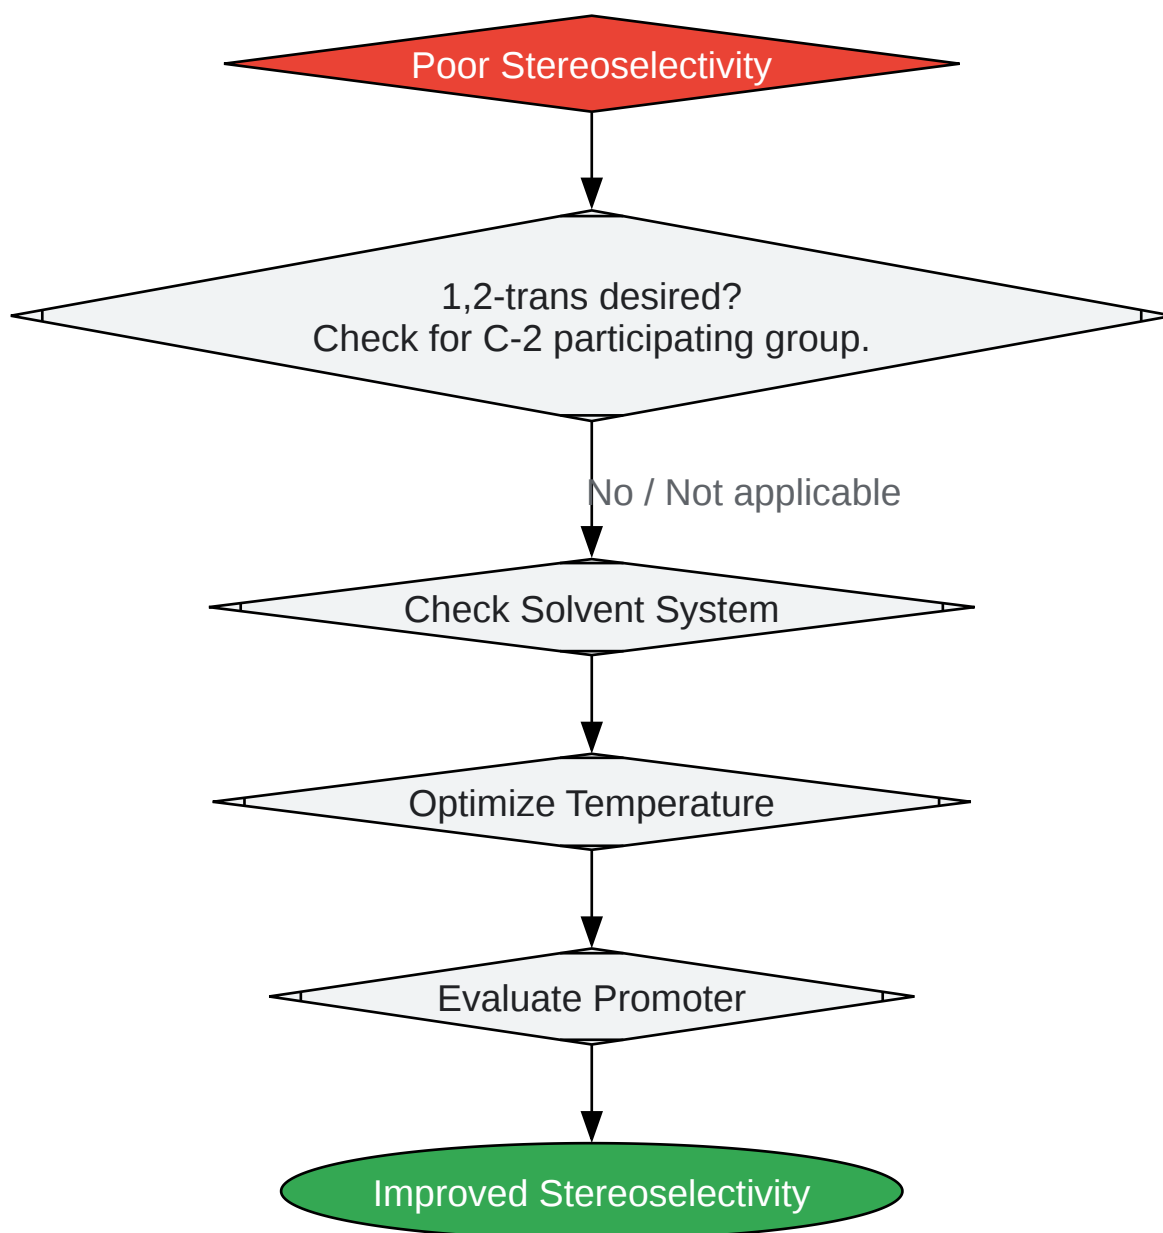 Poor Stereoselectivity
1,2-trans desired?
Check for C-2 participating group.
No / Not applicable
Check Solvent System
Optimize Temperature
Evaluate Promoter
Improved Stereoselectivity